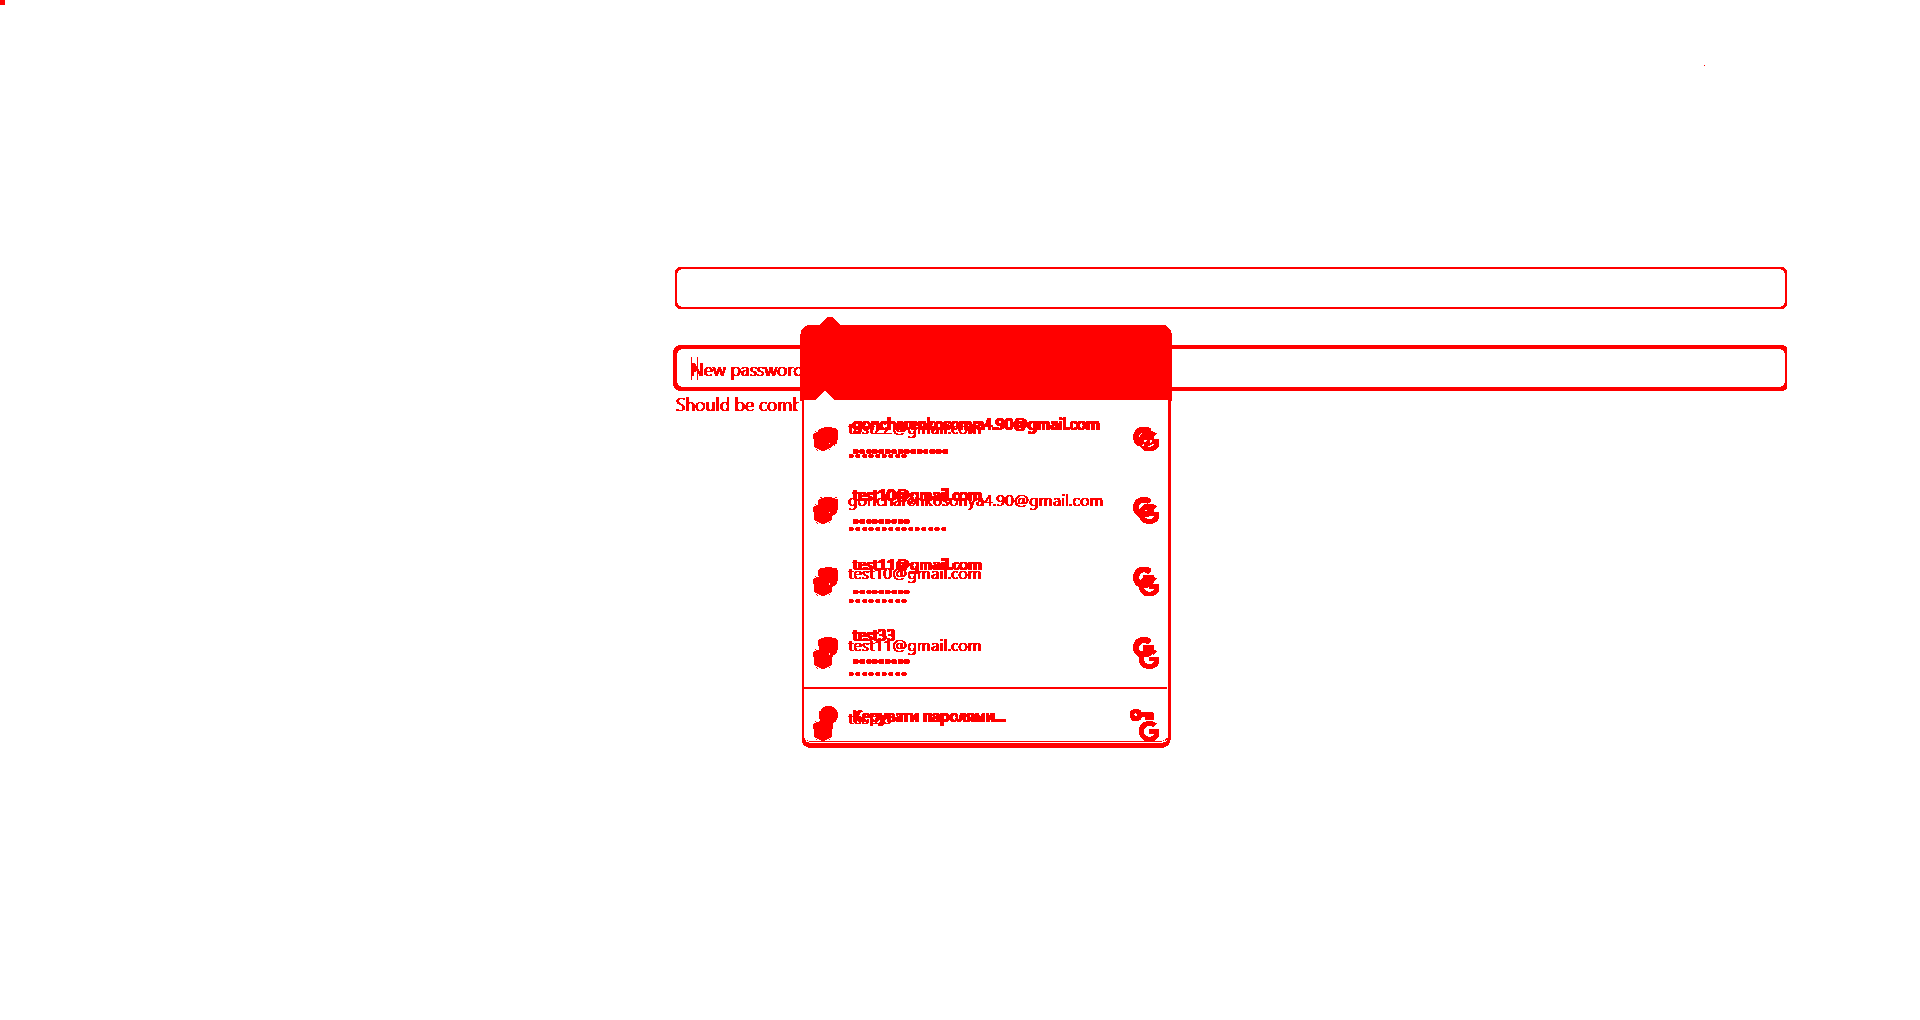 New password
Should be comb
goncharenkosonya4.90@gmail.com
test22@gmail.com
test10@gmail.com
goncharenkosonya4.90@gmail.com
test11@gmail.com
test10@gmail.com
test33
test11@gmail.com
Керувати паролями...